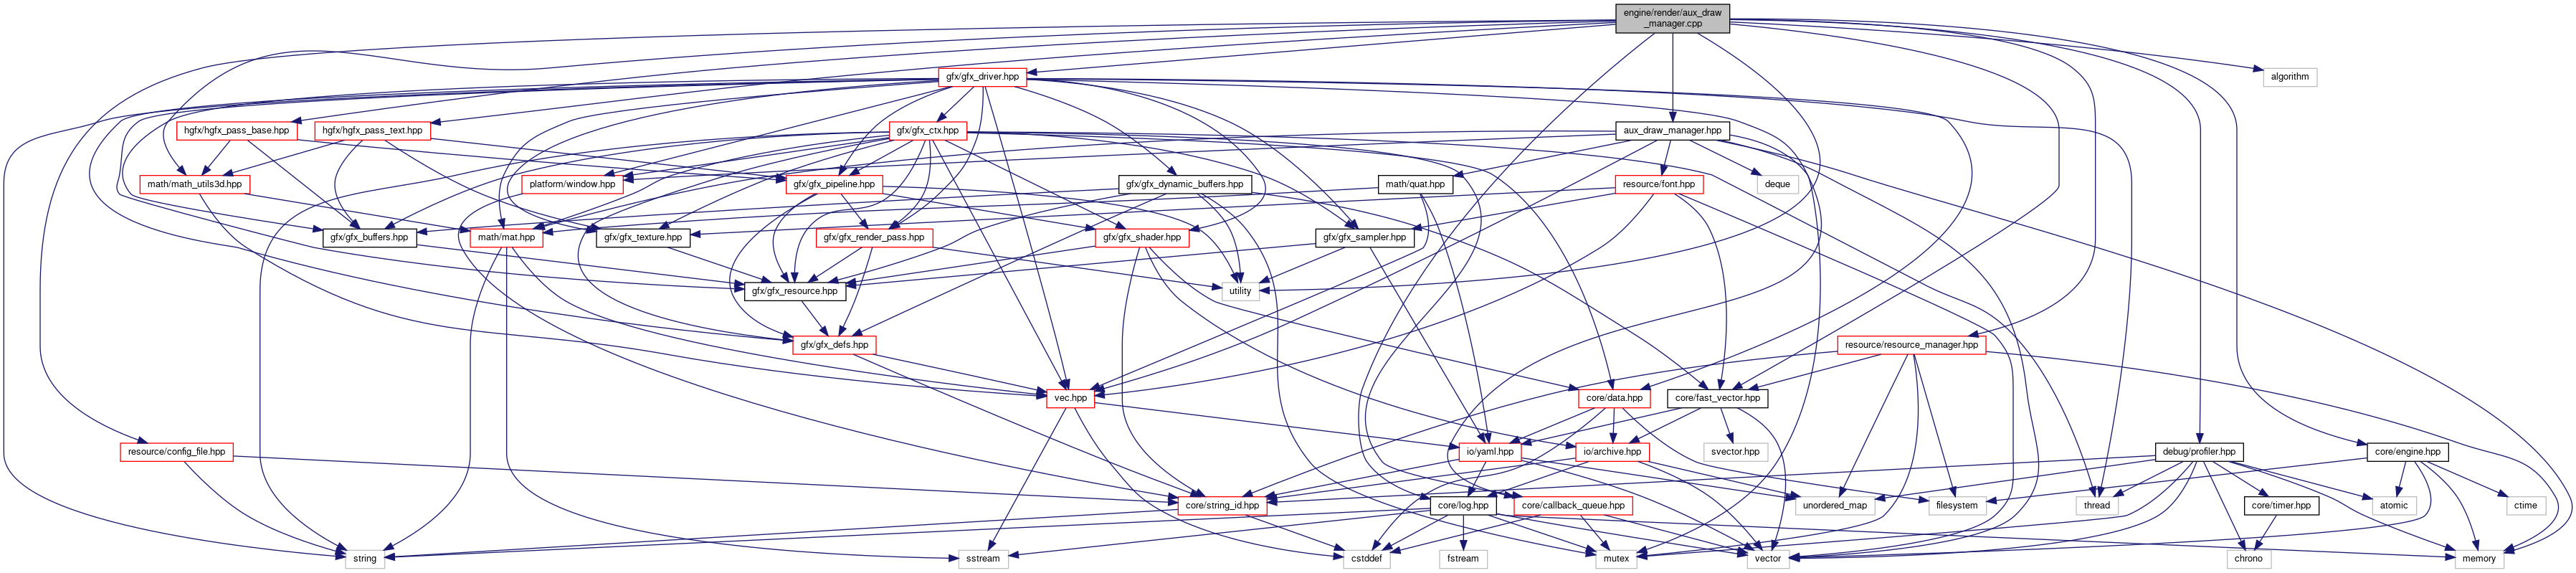 engine/render/aux_draw
_manager.cpp
algorithm
gfx/gfx_driver.hpp
hgfx/hgfx_pass_base.hpp
hgfx/hgfx_pass_text.hpp
gfx/gfx_ctx.hpp
aux_draw_manager.hpp
math/math_utils3d.hpp
platform/window.hpp
gfx/gfx_pipeline.hpp
gfx/gfx_dynamic_buffers.hpp
math/quat.hpp
resource/font.hpp
deque
gfx/gfx_buffers.hpp
math/mat.hpp
gfx/gfx_texture.hpp
gfx/gfx_render_pass.hpp
gfx/gfx_shader.hpp
gfx/gfx_sampler.hpp
gfx/gfx_resource.hpp
utility
gfx/gfx_defs.hpp
resource/resource_manager.hpp
vec.hpp
core/data.hpp
core/fast_vector.hpp
resource/config_file.hpp
io/yaml.hpp
io/archive.hpp
svector.hpp
debug/profiler.hpp
core/engine.hpp
core/string_id.hpp
core/log.hpp
core/callback_queue.hpp
unordered_map
filesystem
thread
core/timer.hpp
atomic
ctime
string
sstream
cstddef
fstream
mutex
vector
chrono
memory